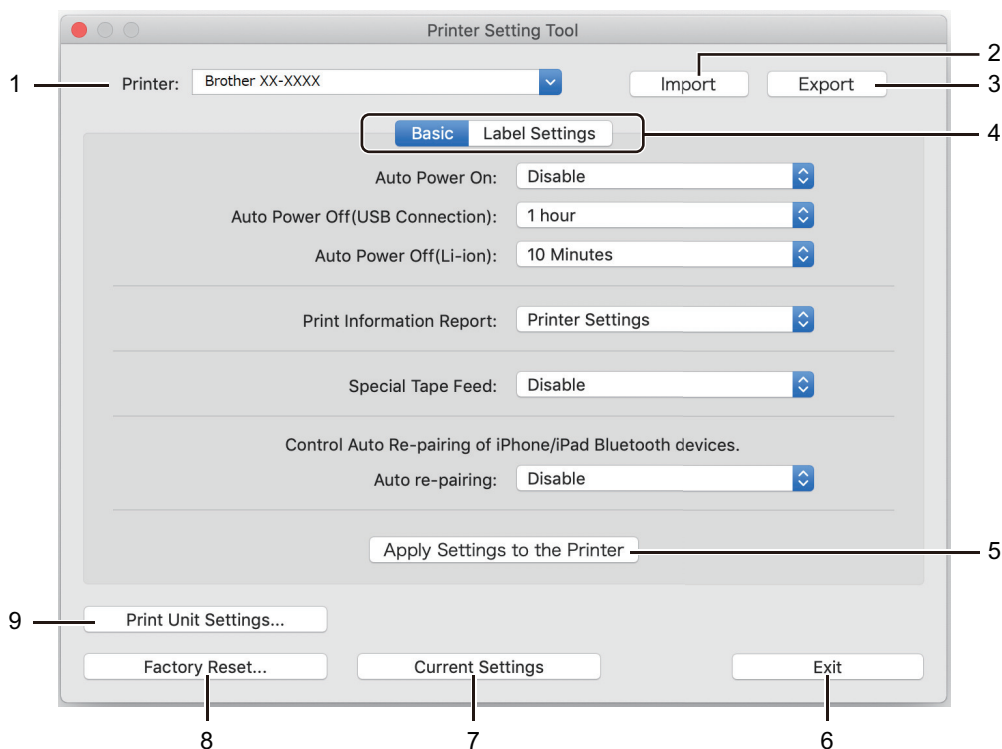 Printer Setting Tool
2
1 Printer: Brother XX-XXXX Import Export 3
Basic Label Settings 4
Auto Power On: Disable
Auto Power Off(USB Connection): 1 hour
Auto Power Off(Li-ion): 10 Minutes
Print Information Report: Printer Settings
Special Tape Feed: Disable
Control Auto Re-pairing of iPhone/iPad Bluetooth devices.
Auto re-pairing: Disable
Apply Settings to the Printer 5
9 Print Unit Settings...
Factory Reset... Current Settings Exit
8 7 6